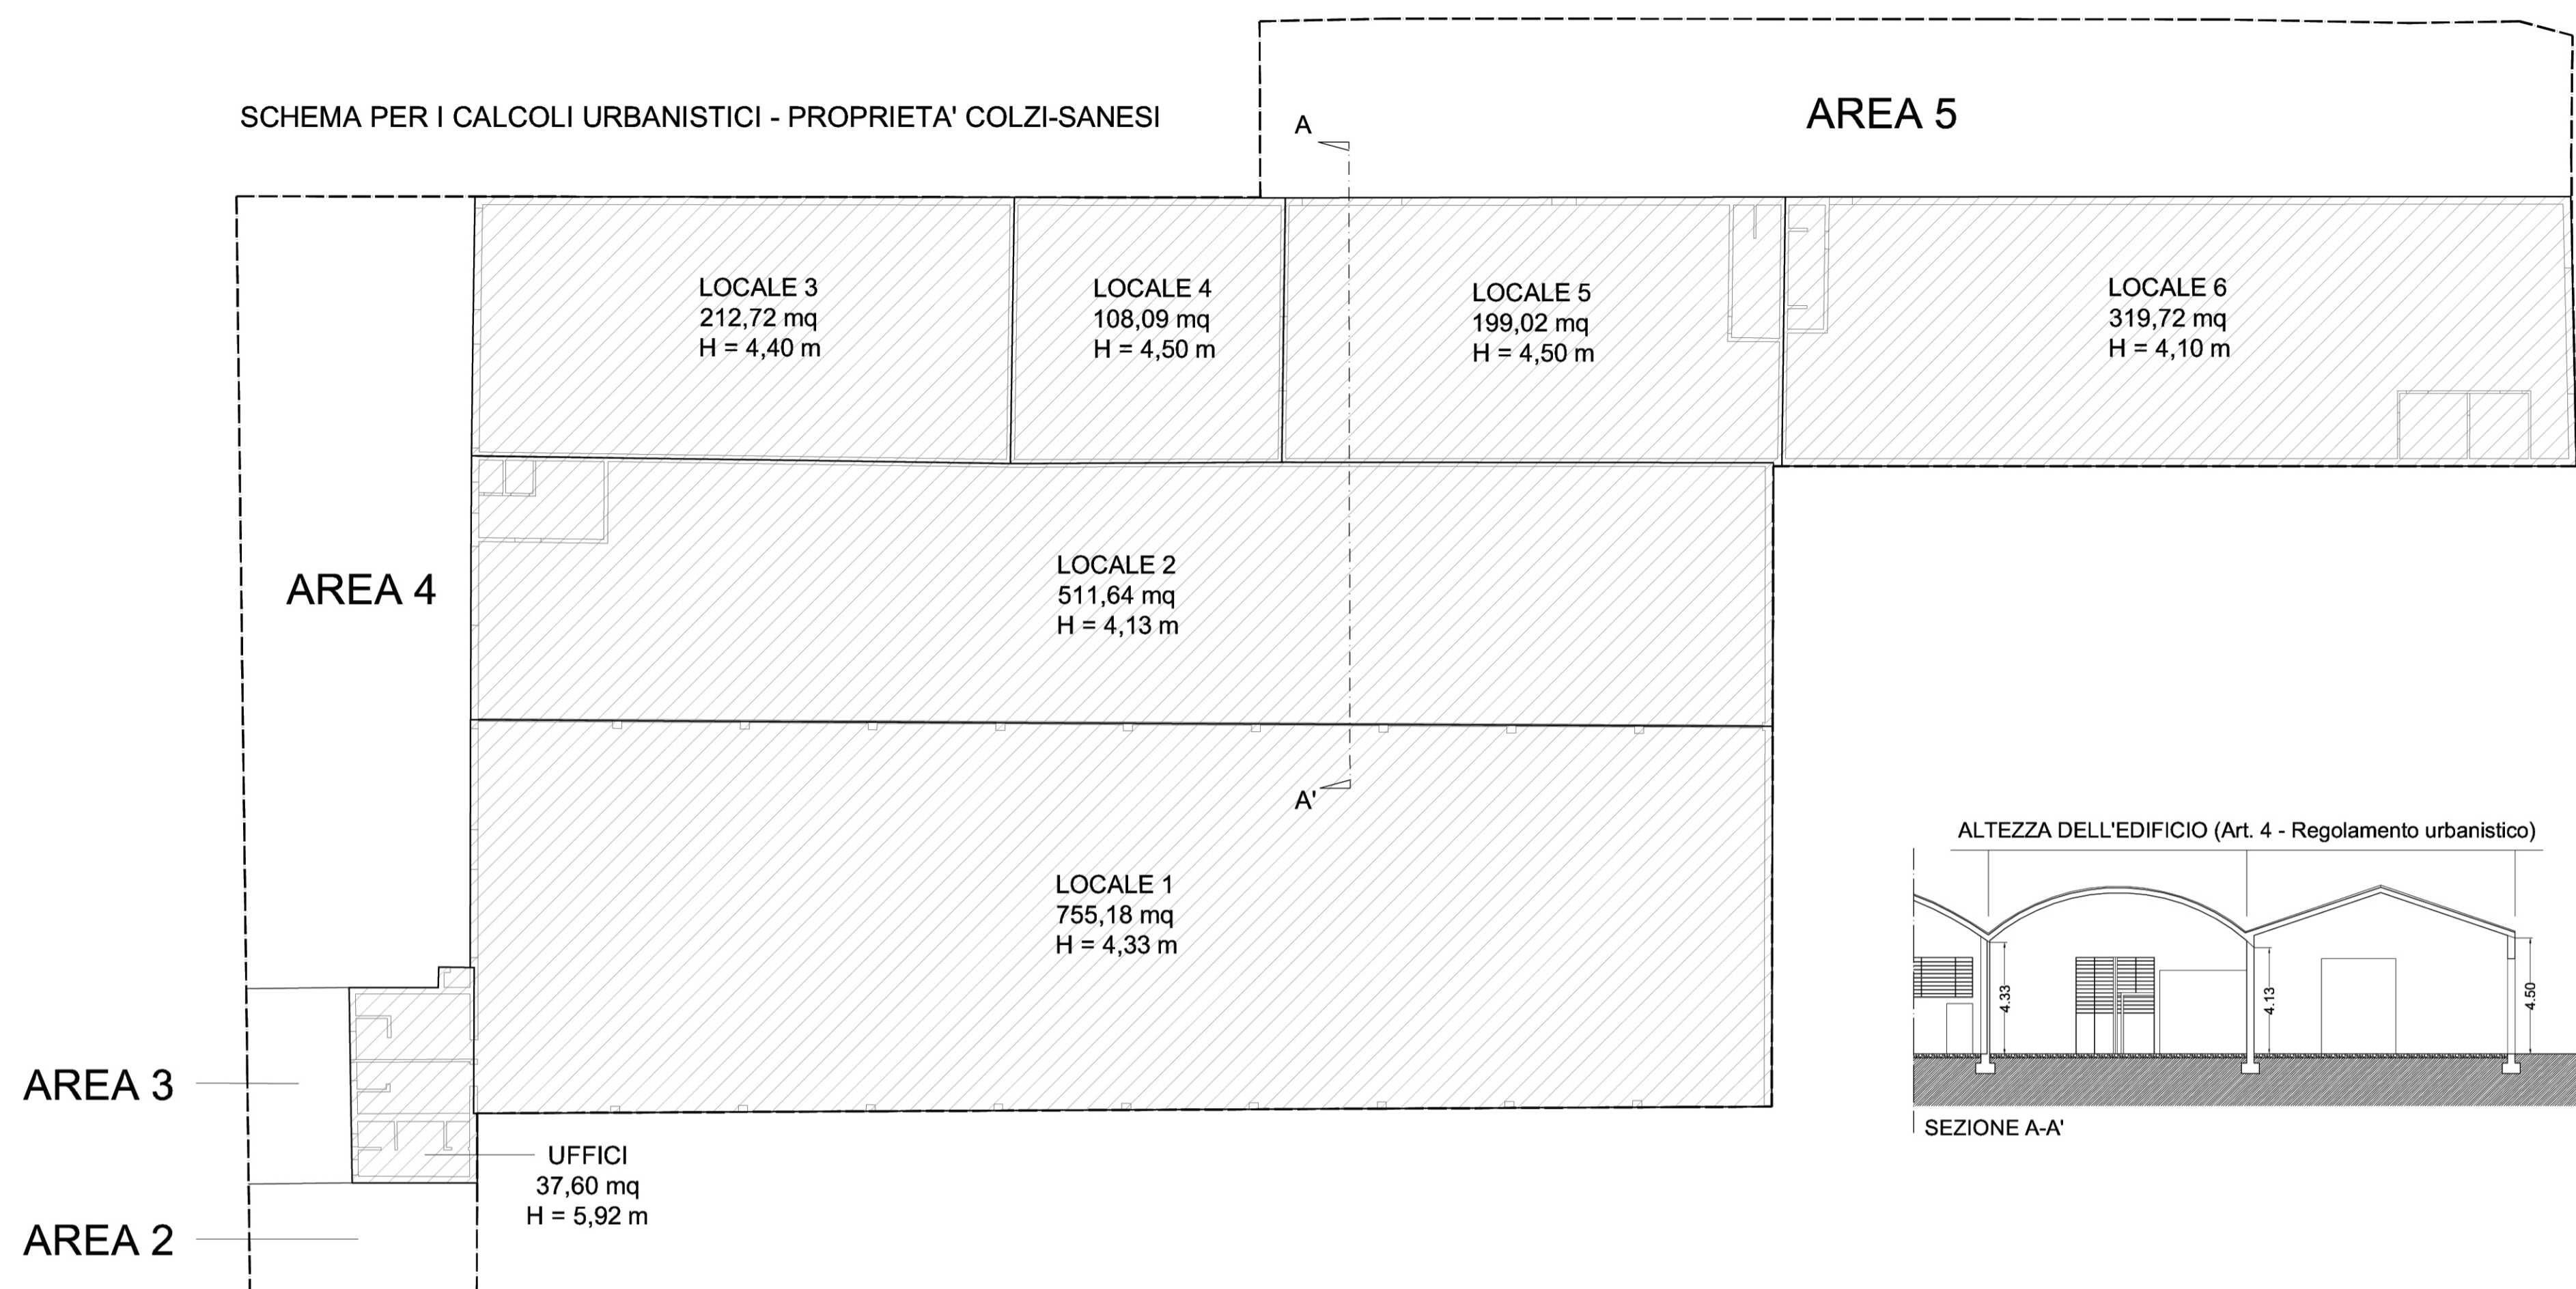 SCHEMA PER I CALCOLI URBANISTICI - PROPRIETA' COLZI-SANESI
AREA 5
A
LOCALE 3
212,72 mq
H = 4,40 m
LOCALE 4
108,09 mq
H = 4,50 m
LOCALE 5
199,02 mq
H = 4,50 m
LOCALE 6
319,72 mq
H = 4,10 m
AREA 4
LOCALE 2
511,64 mq
H = 4,13 m
A'
LOCALE 1
755,18 mq
H = 4,33 m
ALTEZZA DELL'EDIFICIO (Art. 4 - Regolamento urbanistico)
4.33
4.13
4.50
SEZIONE A-A'
AREA 3
UFFICI
37,60 mq
H = 5,92 m
AREA 2